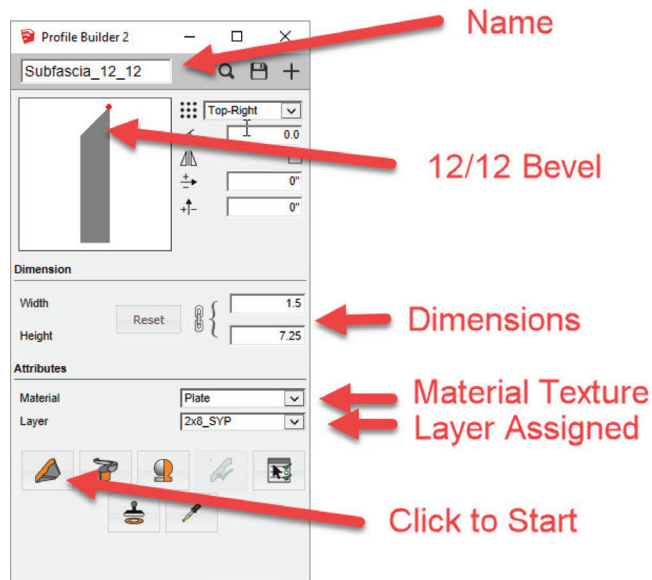 Name
Profile Builder 2
Subfascia_12_12
Top-Right
0.0
12/12 Bevel
0"
0"
Dimension
Width
1.5
Reset
Dimensions
Height
7.25
Attributes
Material
Plate
Material Texture
Layer
2x8_SYP
Layer Assigned
Click to Start